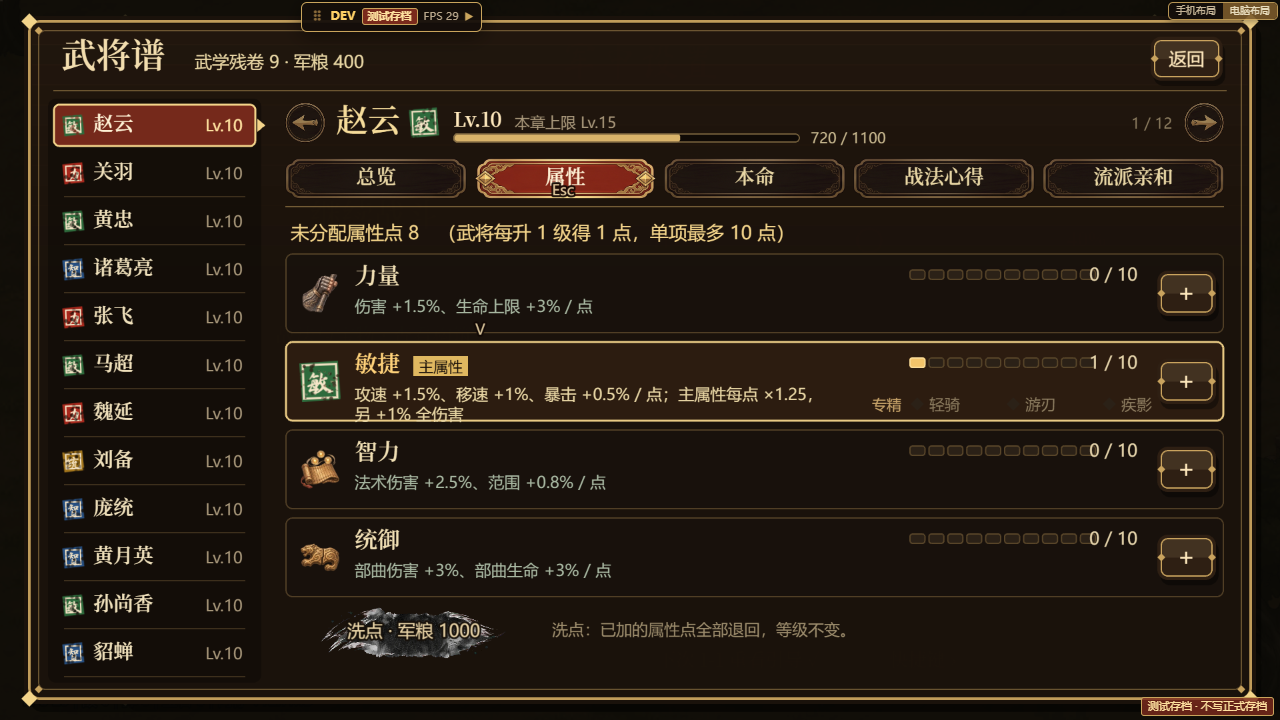 DEV 测试存档 FPS 29
手机布局 电脑布局
武将谱 武学残卷 9 · 军粮 400
返回
赵云 Lv.10
关羽 Lv.10
黄忠 Lv.10
诸葛亮 Lv.10
张飞 Lv.10
马超 Lv.10
魏延 Lv.10
刘备 Lv.10
庞统 Lv.10
黄月英 Lv.10
孙尚香 Lv.10
貂蝉 Lv.10
赵云 敏 Lv.10 本章上限 Lv.15
720 / 1100
1 / 12
总览 属性 本命 战法心得 流派亲和
Esc
未分配属性点 8 （武将每升 1 级得 1 点，单项最多 10 点）
力量 0 / 10
+
伤害 +1.5%、生命上限 +3% / 点
V
敏
敏捷 主属性 1 / 10
+
攻速 +1.5%、移速 +1%、暴击 +0.5% / 点；主属性每点 ×1.25，
另 +1% 全伤害
专精 轻骑 游刃 疾影
智力 0 / 10
+
法术伤害 +2.5%、范围 +0.8% / 点
统御 0 / 10
+
部曲伤害 +3%、部曲生命 +3% / 点
洗点 · 军粮 1000
洗点：已加的属性点全部退回，等级不变。
测试存档 · 不写正式存档